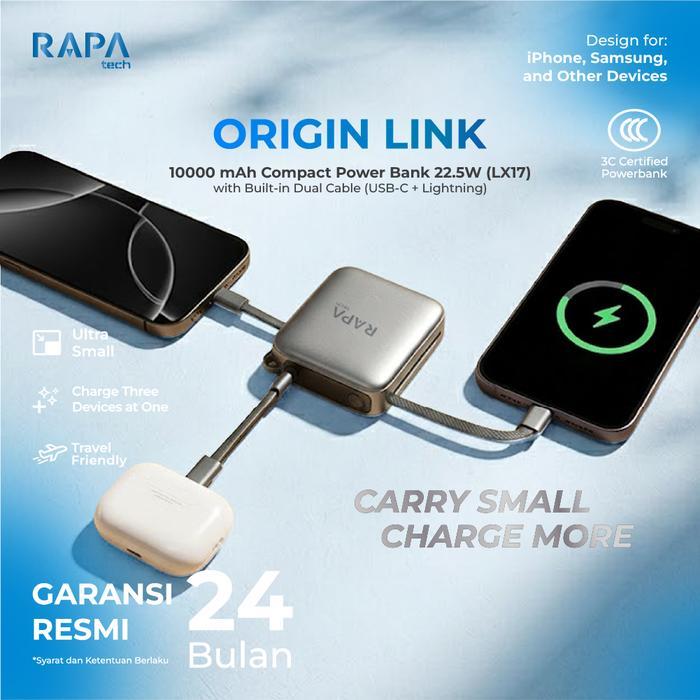 RAPA
tech
Design for:
iPhone, Samsung,
and Other Devices
3C Certified
Powerbank
ORIGIN LINK
10000 mAh Compact Power Bank 22.5W (LX17)
with Built-in Dual Cable (USB-C + Lightning)
RAPA
tech
Ultra
Small
Charge Three
Devices at One
Travel
Friendly
CARRY SMALL
CHARGE MORE
GARANSI
RESMI
24
Bulan
*Syarat dan Ketentuan Berlaku